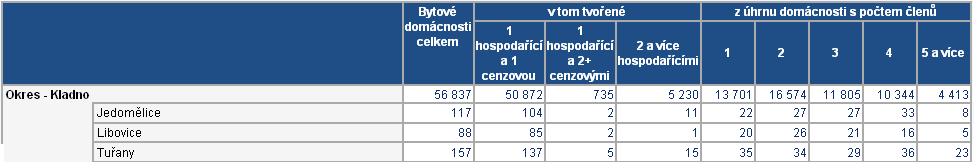 Bytové domácnosti celkem
v tom tvořené
z úhrnu domácnosti s počtem členů
1 hospodařící a 1 cenzovou
1 hospodařící a 2+ cenzovými
2 a více hospodařícími
1 2 3 4 5 a více
Okres - Kladno 56 837 50 872 735 5 230 13 701 16 574 11 805 10 344 4 413
Jedomělice 117 104 2 11 22 27 27 33 8
Libovice 88 85 2 1 20 26 21 16 5
Tuřany 157 137 5 15 35 34 29 36 23